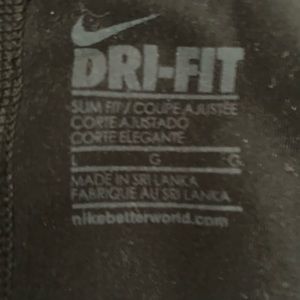 DRI-FIT
SLIM FIT / COUPE AJUSTÉE
CORTE AJUSTADO
CORTE ELEGANTE
L G G
MADE IN SRI LANKA
FABRIQUÉ AU SRI LANKA
nikebetterworld.com